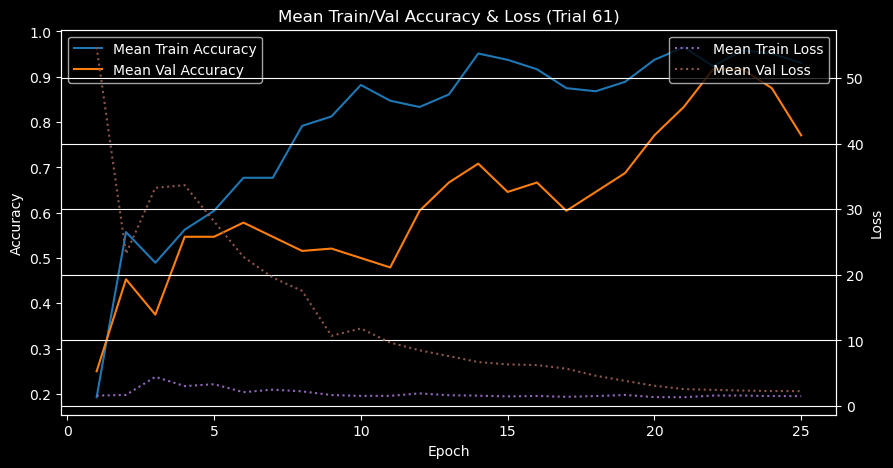 Mean Train/Val Accuracy & Loss (Trial 61)
Mean Train Accuracy
Mean Val Accuracy
Mean Train Loss
Mean Val Loss
1.0
0.9
0.8
0.7
0.6
0.5
0.4
0.3
0.2
Accuracy
50
40
30
20
10
0
Loss
0 5 10 15 20 25
Epoch